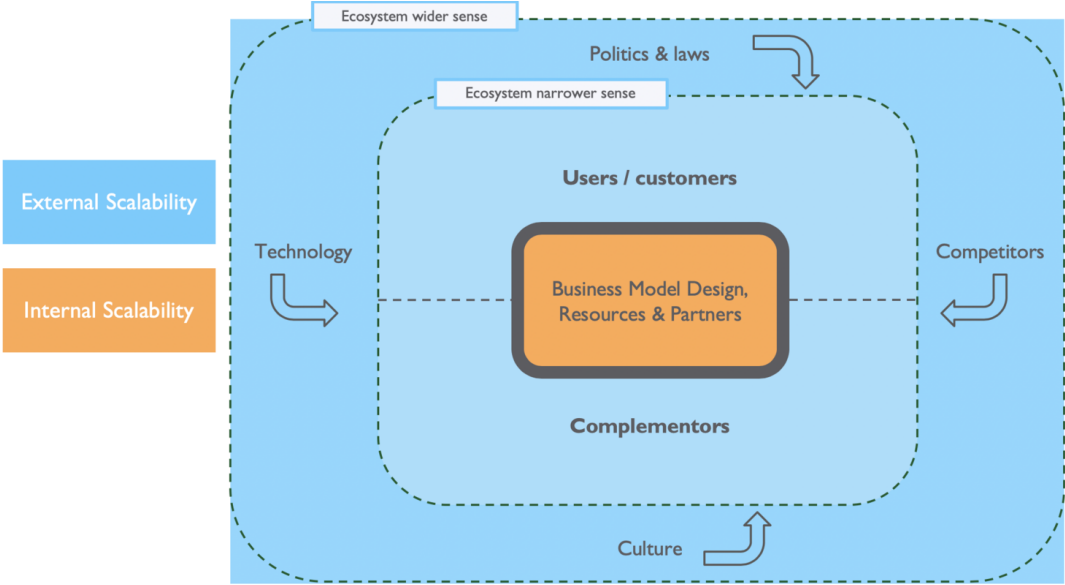 Ecosystem wider sense
Politics & laws
Ecosystem narrower sense
Users / customers
External Scalability
Technology
Competitors
Internal Scalability
Business Model Design,
Resources & Partners
Complementors
Culture